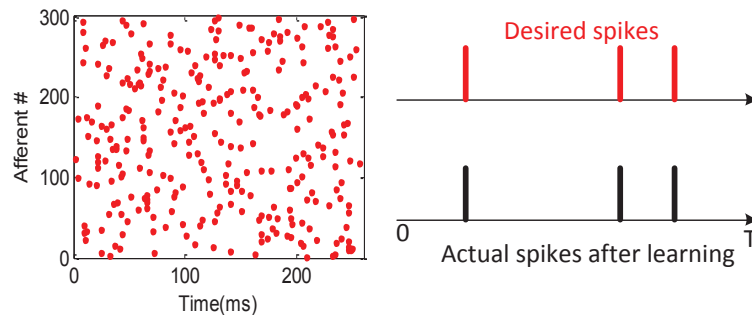 300
200
100
0
Afferent #
0
100
200
Time(ms)
Desired spikes
0
T
Actual spikes after learning